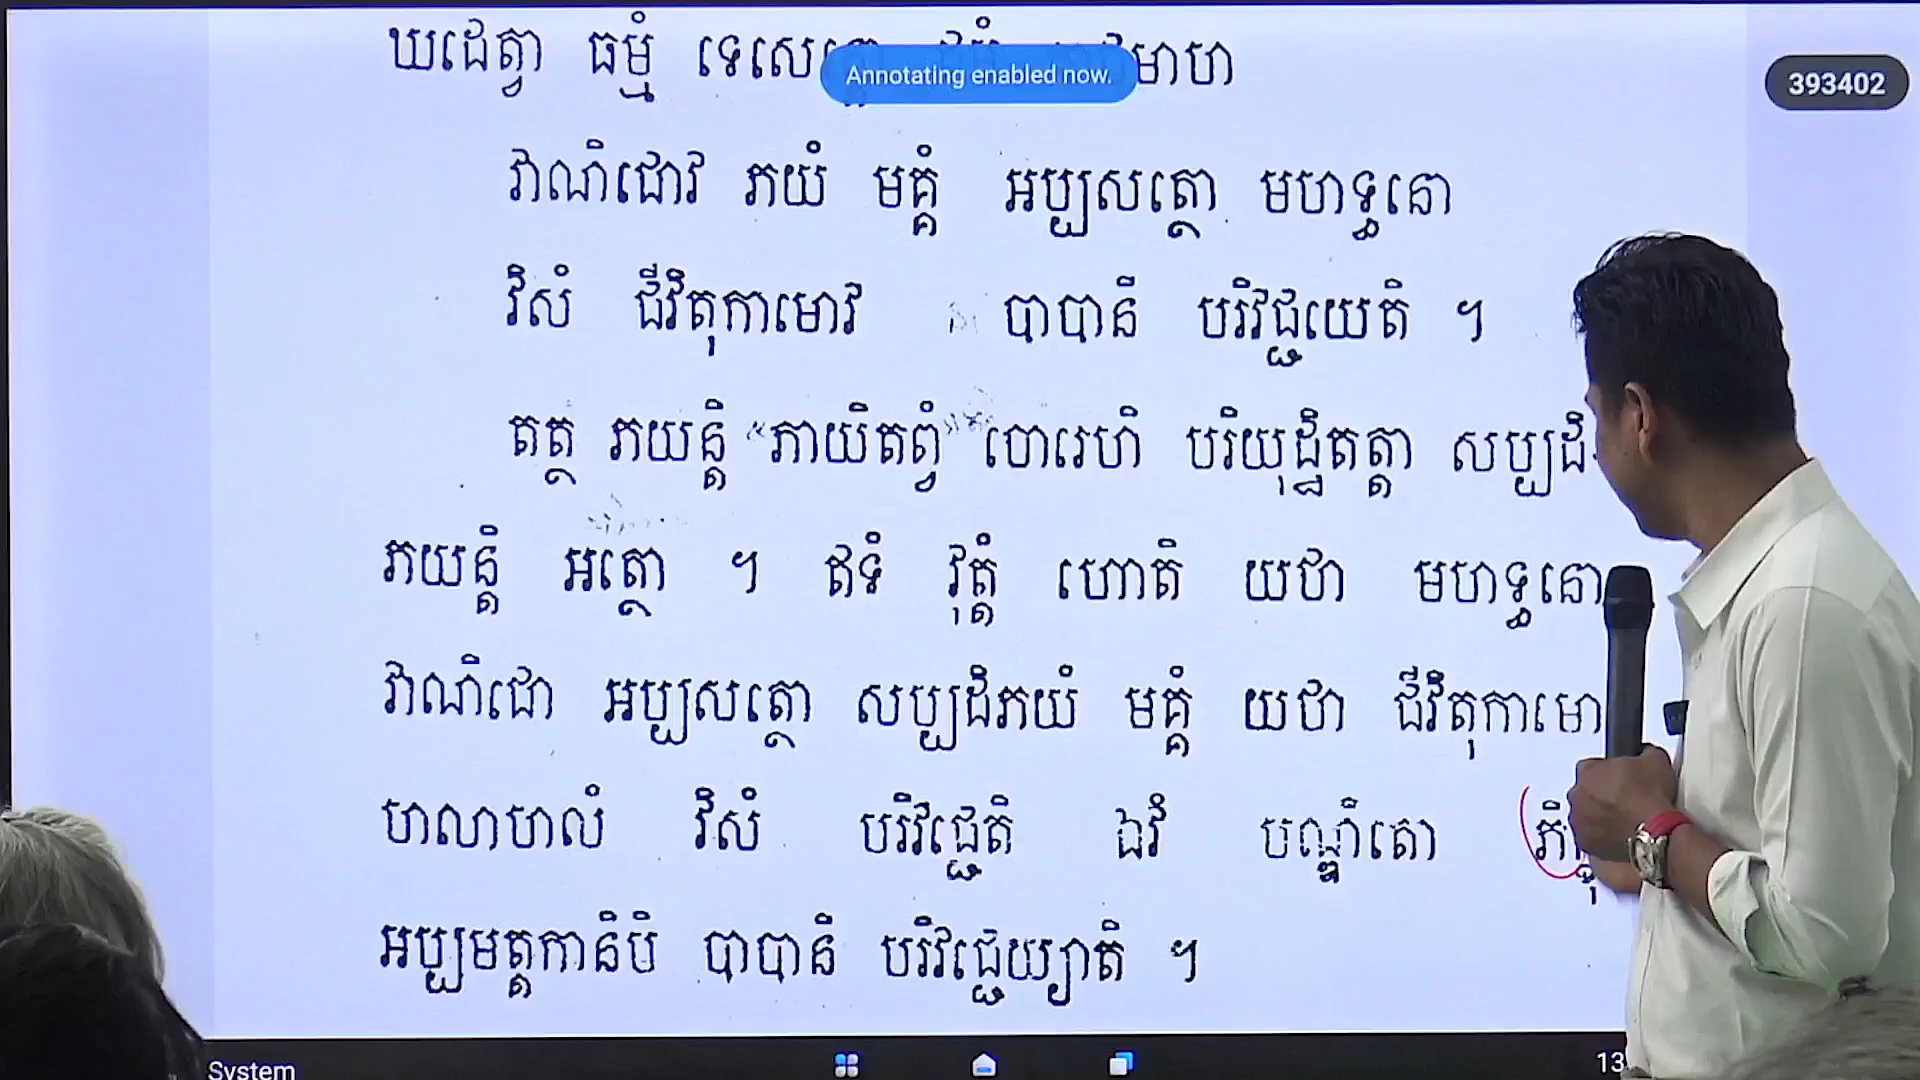 ឃដេត្វា ធម្មំ
Annotating enabled now.
393402
វាណិជោវ ភយំ មគ្គំ អប្បសត្ថោ មហទ្ធនោ
វិសំ ជីវិតុកាមោវ បាបានិ បរិវជ្ជយេតិ ។
តត្ថ ភយន្តិ “ភាយិតព្វំ” ចោរេហិ បរិយុដ្ឋិតត្តា សប្បដិ-
ភយន្តិ អត្ថោ ។ ឥទំ វុត្តំ ហោតិ យថា មហទ្ធនោ
វាណិជោ អប្បសត្ថោ សប្បដិភយំ មគ្គំ យថា ជីវិតុកាមោ
ហលាហលំ វិសំ បរិវជ្ជេតិ ឯវំ បណ្ឌិតោ
អប្បមត្តកានិបិ បាបានិ បរិវជ្ជេយ្យាតិ ។
System